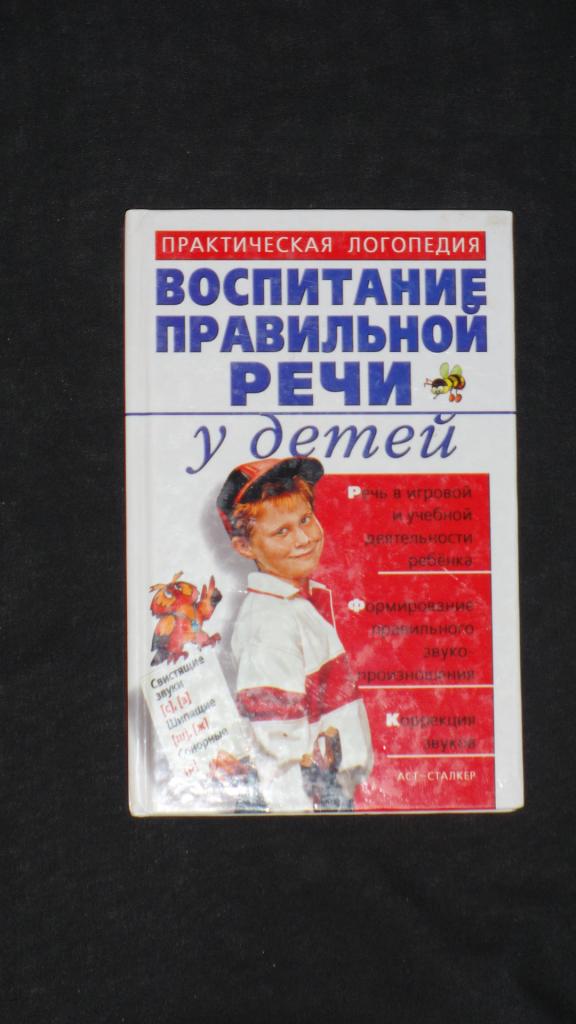 ПРАКТИЧЕСКАЯ ЛОГОПЕДИЯ
ВОСПИТАНИЕ
ПРАВИЛЬНОЙ
РЕЧИ
у детей
Речь в игровой
и учебной
деятельности
ребёнка
Формирование
правильного
звуко-
произношения
Коррекция
звуков
АСТ-СТАЛКЕР
Свистящие
звуки
[с], [з]
Шипящие
[ш], [ж]
Сонорные